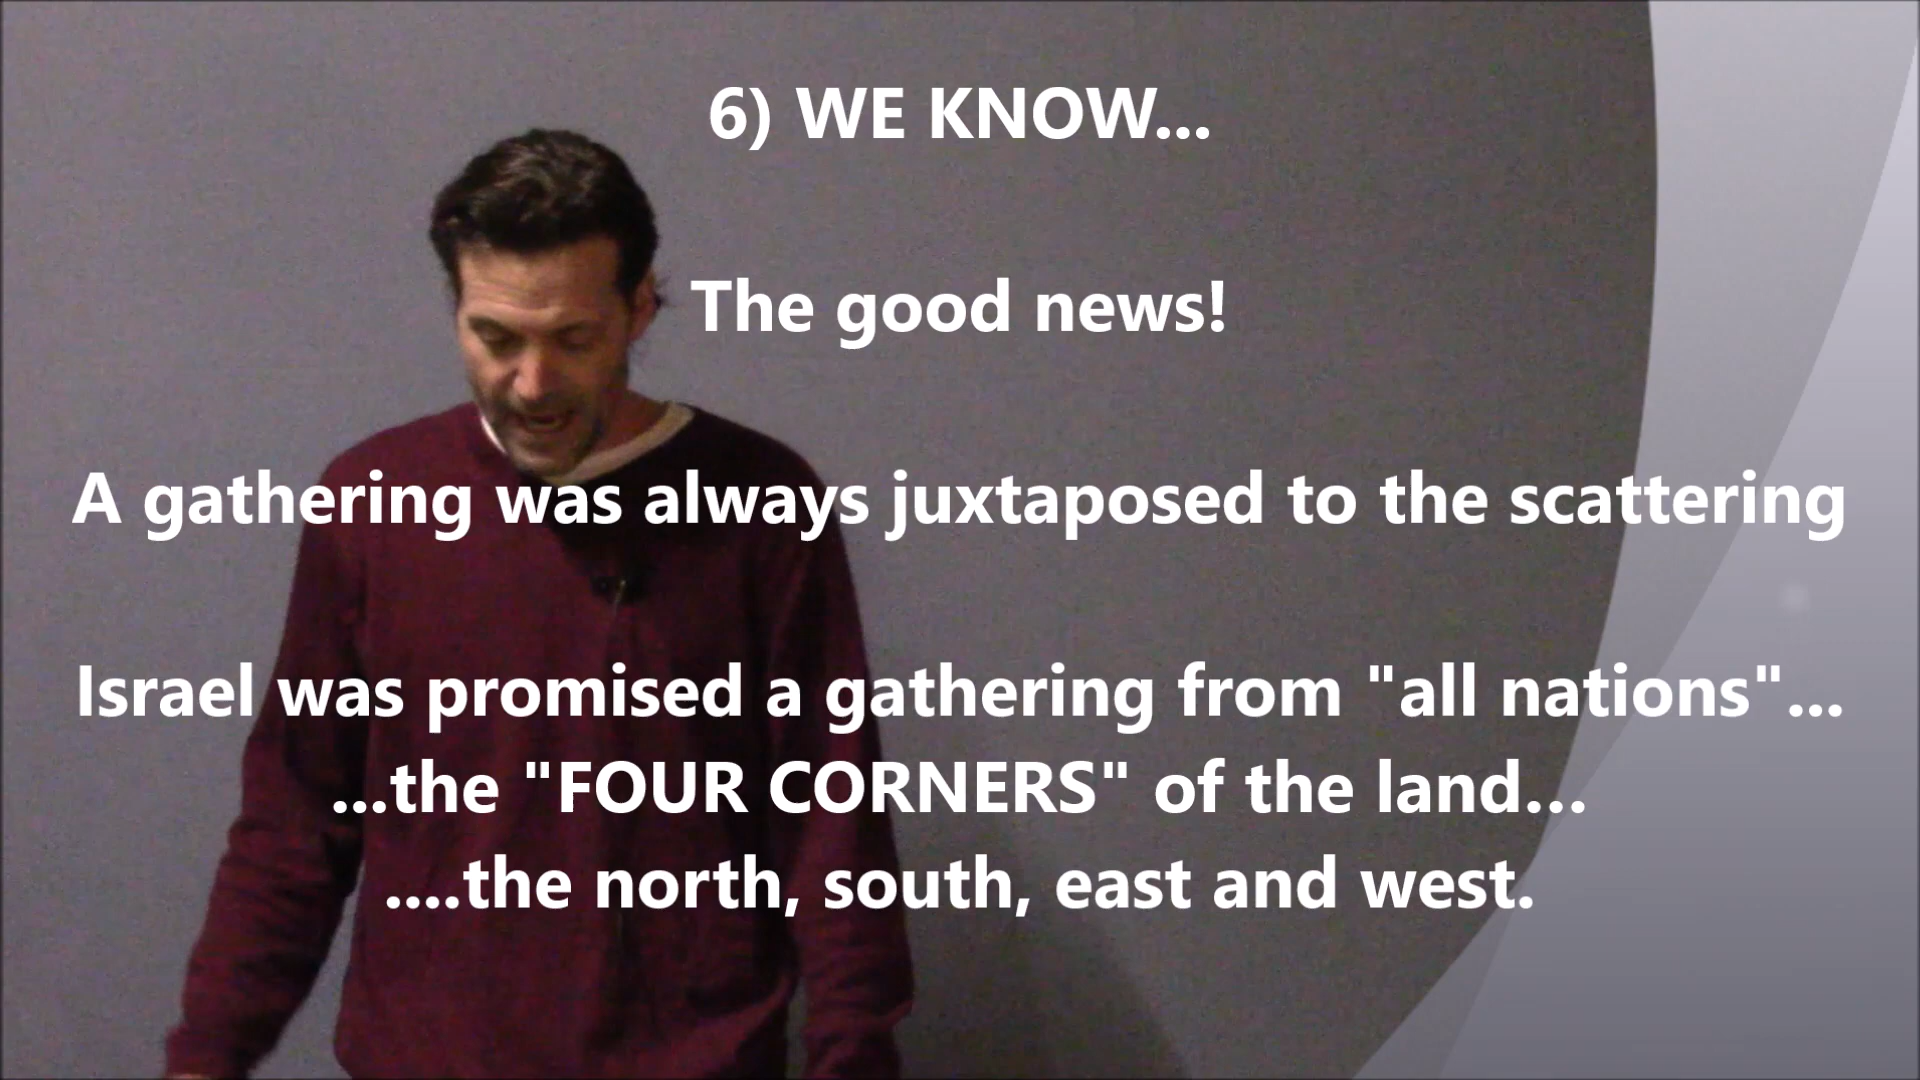 6) WE KNOW...
The good news!
A gathering was always juxtaposed to the scattering
Israel was promised a gathering from "all nations"...
...the "FOUR CORNERS" of the land...
....the north, south, east and west.